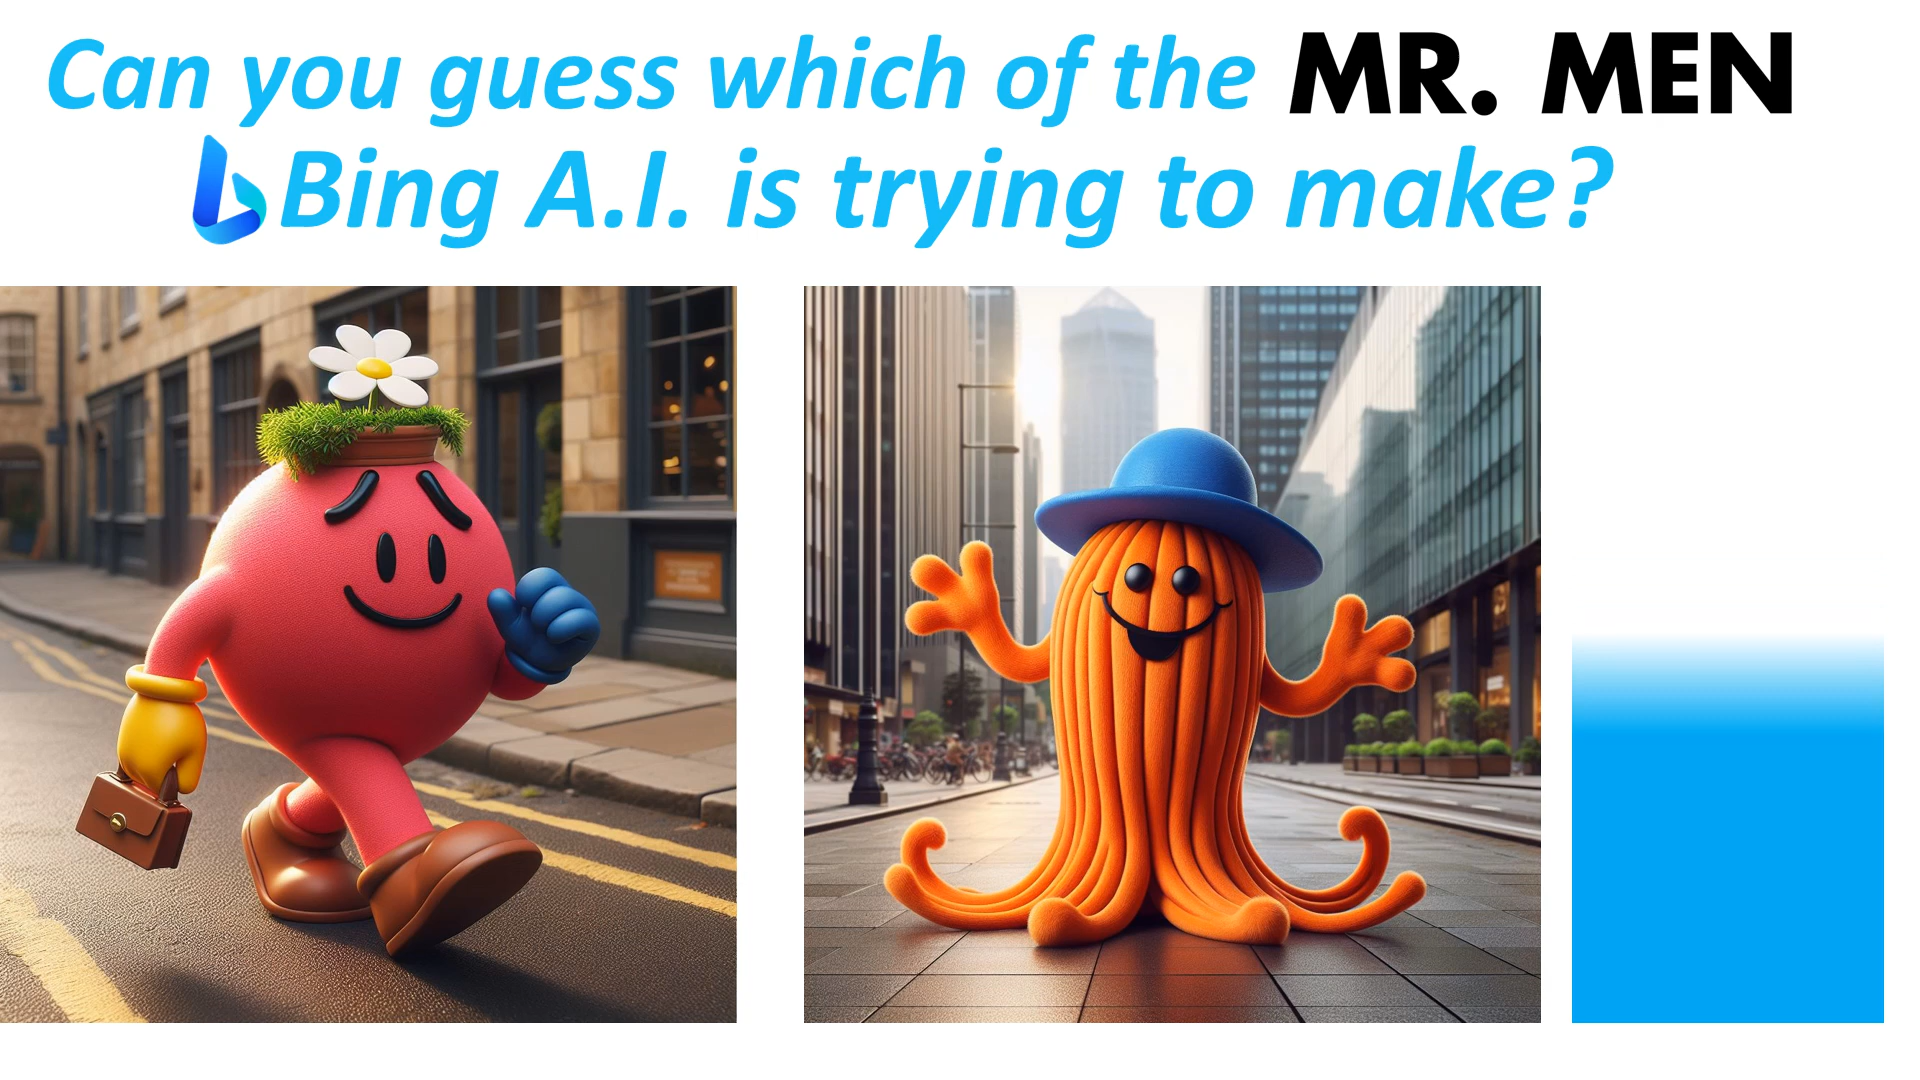 Can you guess which of the MR. MEN
Bing A.I. is trying to make?